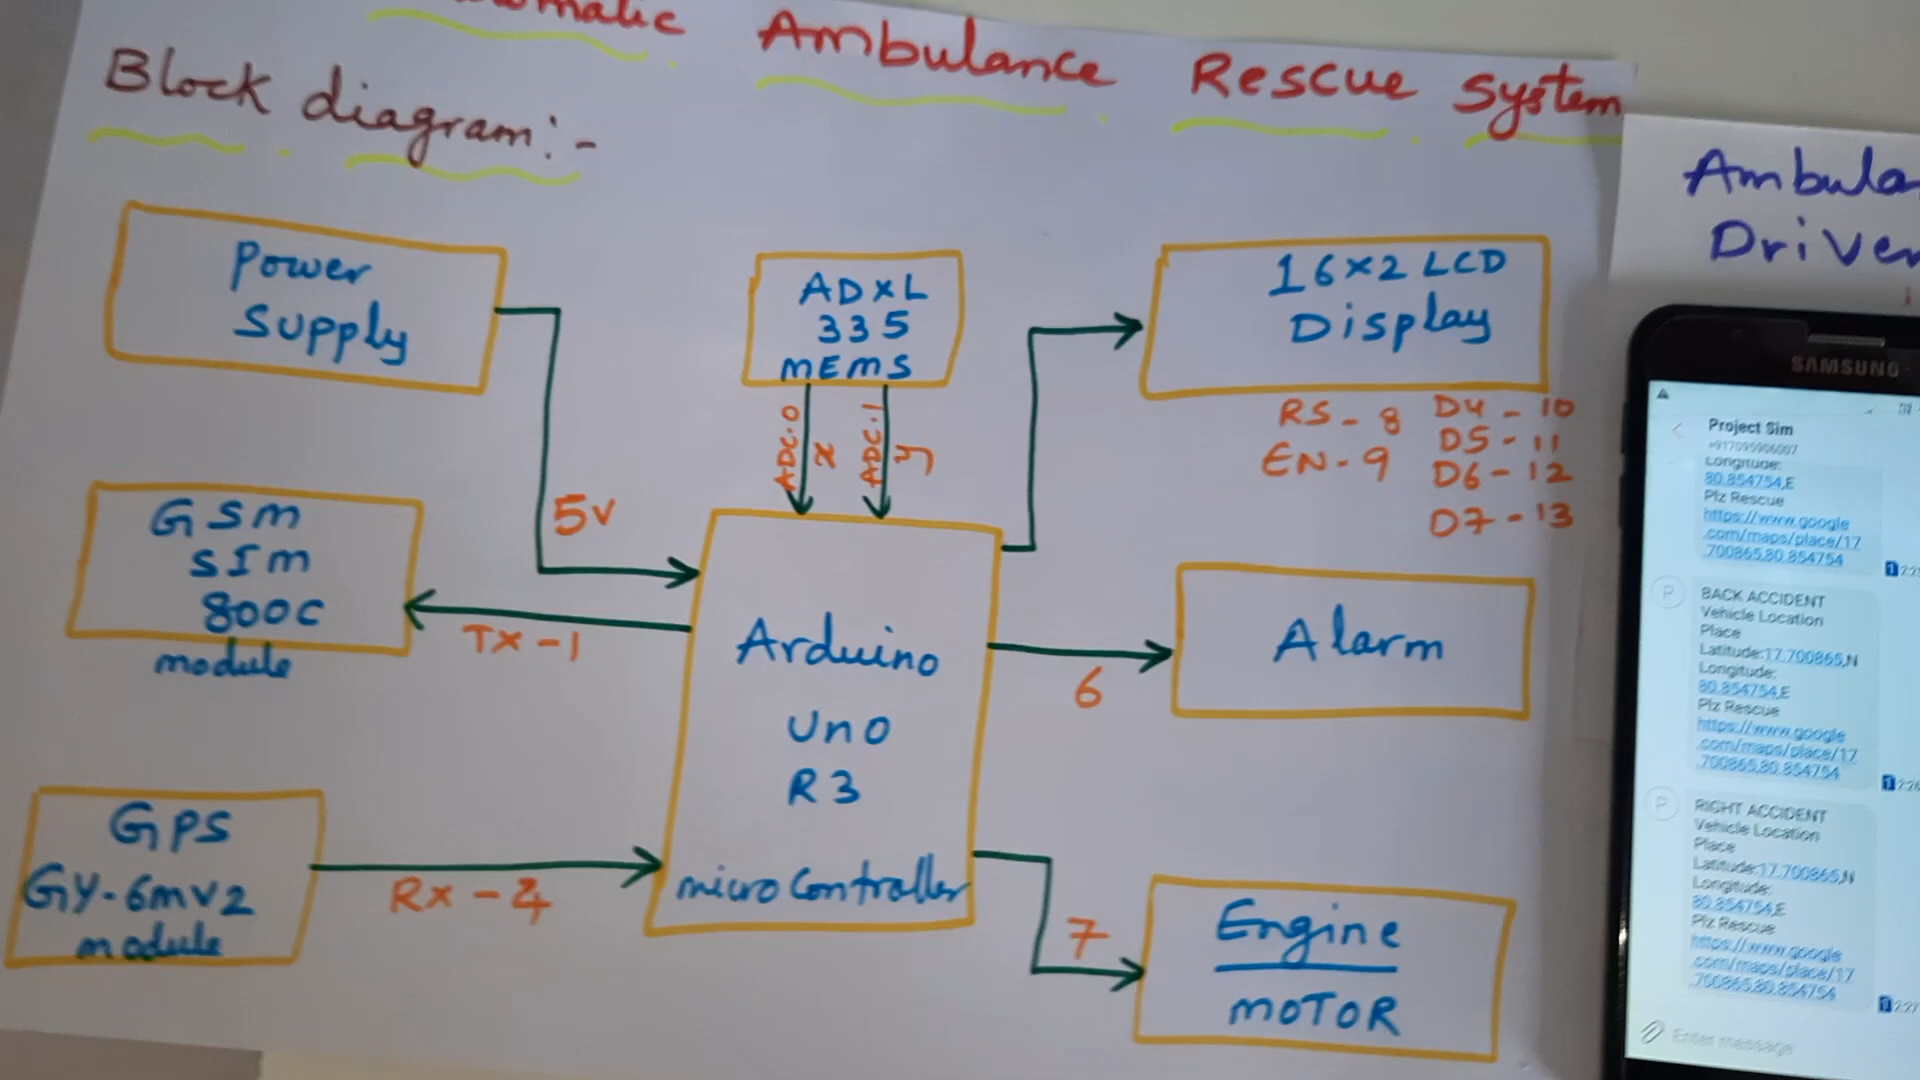 Ambulance Rescue System
Block diagram:-
Power
Supply
ADXL
335
MEMS
16x2 LCD
Display
RS - 8
EN - 9
D4 - 10
D5 - 11
D6 - 12
D7 - 13
ADC.0
x
ADC.1
y
5v
GSM
SIM
800C
module
TX - 1
Arduino
UNO
R3
microcontroller
6
Alarm
GPS
GY-6mv2
module
Rx - 4
7
Engine
MOTOR
SAMSUNG
Project Sim
Longitude:
80.854754,E
Plz Rescue
https://www.google
.com/maps/place/17
.700865,80.854754
P
BACK ACCIDENT
Vehicle Location
Place
Latitude:17.700865,N
Longitude:
80.854754,E
Plz Rescue
https://www.google
.com/maps/place/17
.700865,80.854754
P
RIGHT ACCIDENT
Vehicle Location
Place
Latitude:17.700865,N
Longitude:
80.854754,E
Plz Rescue
https://www.google
.com/maps/place/17
.700865,80.854754
Enter message